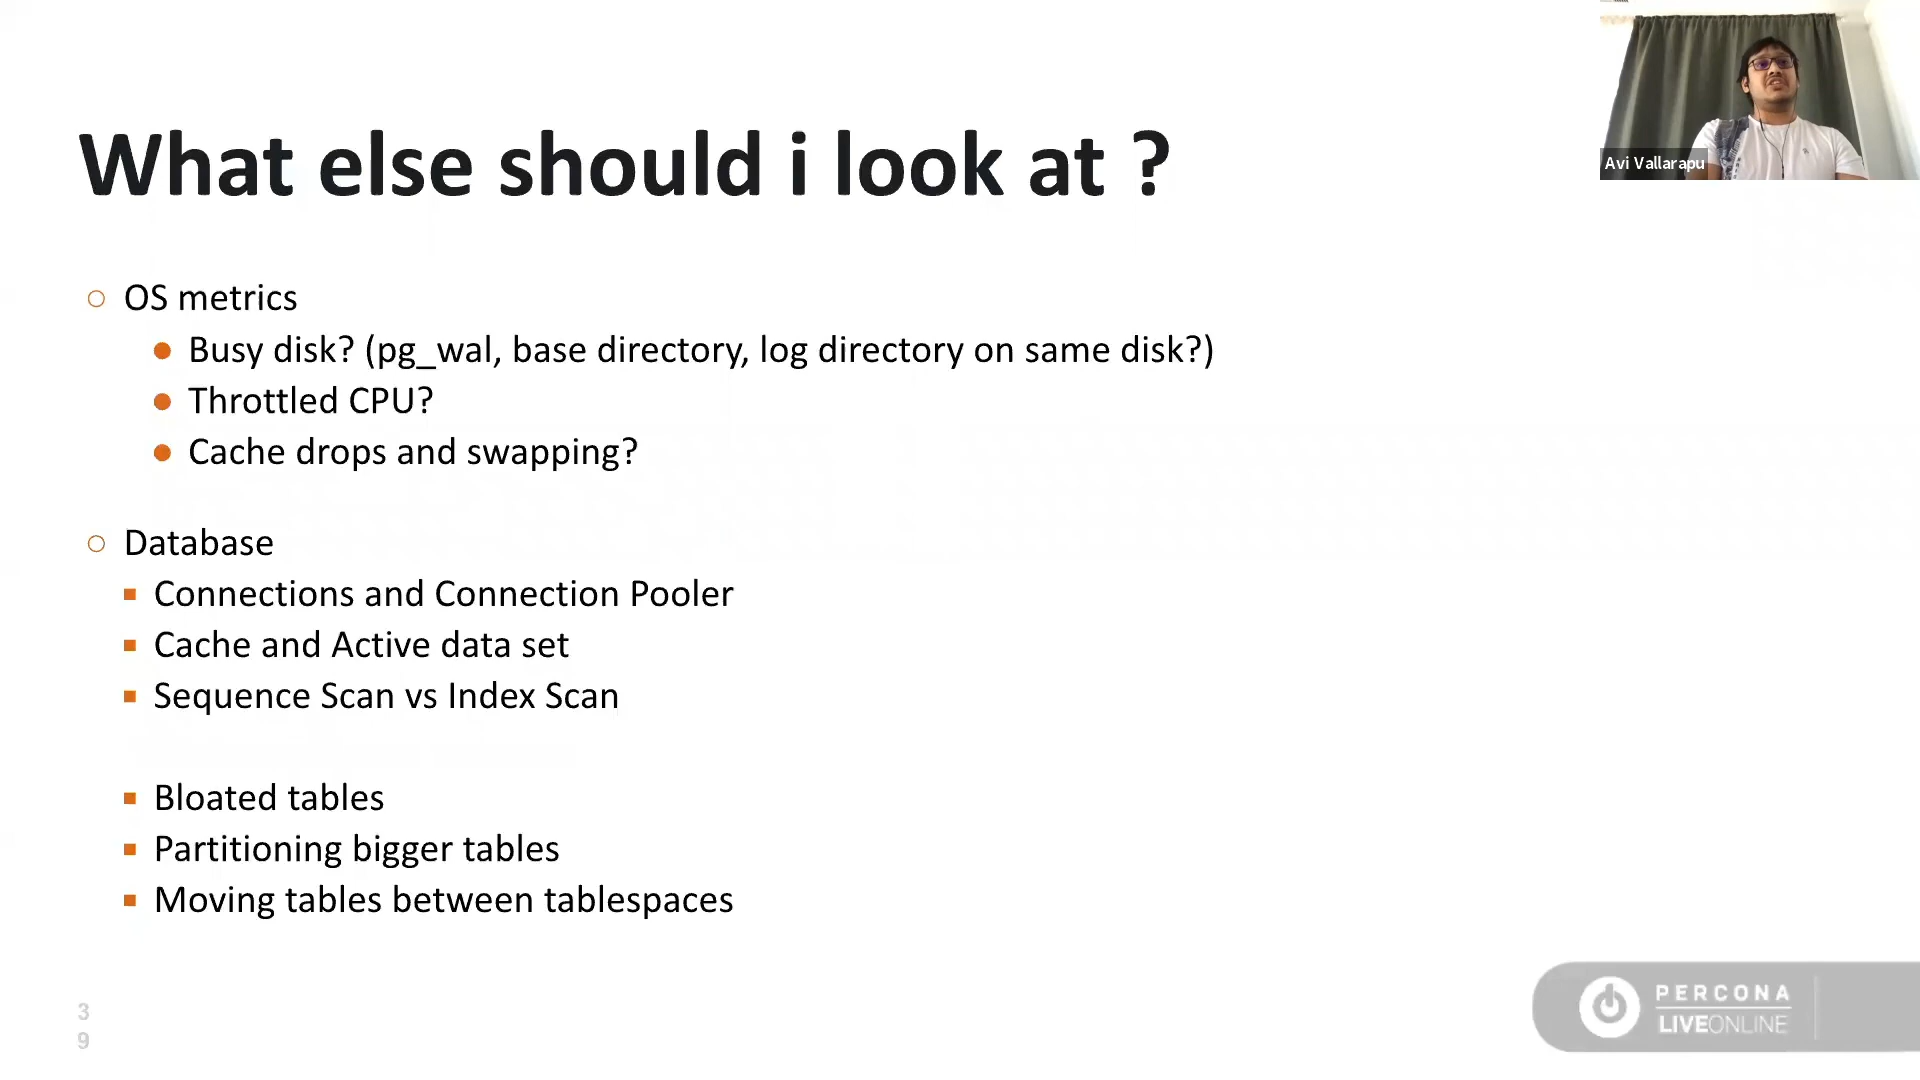 What else should i look at ?
Avi Vallarapu
OS metrics
Busy disk? (pg_wal, base directory, log directory on same disk?)
Throttled CPU?
Cache drops and swapping?
Database
Connections and Connection Pooler
Cache and Active data set
Sequence Scan vs Index Scan
Bloated tables
Partitioning bigger tables
Moving tables between tablespaces
3
9
PERCONA
LIVEONLINE